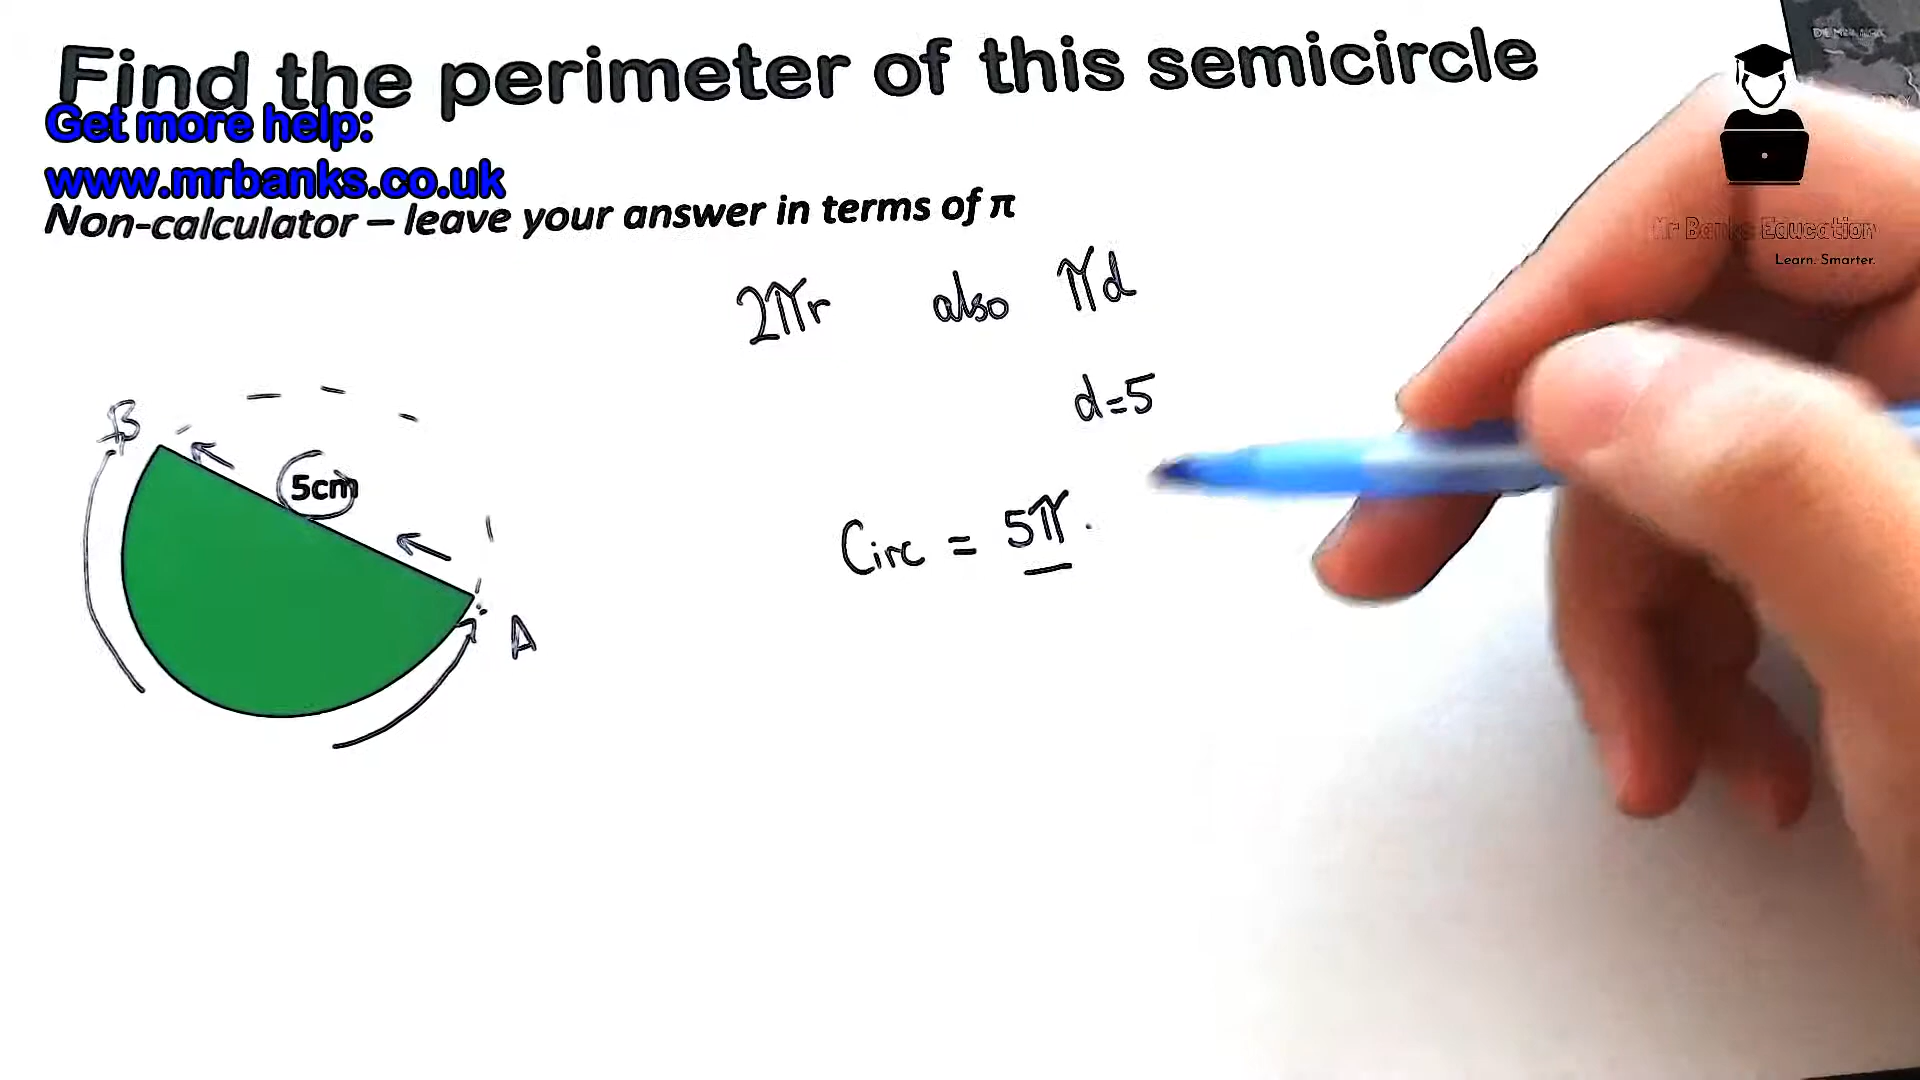 Find the perimeter of this semicircle
Get more help:
www.mrbanks.co.uk
Non-calculator – leave your answer in terms of π
Mr Banks Education
Learn. Smarter.
2πr also πd
d=5
B
5cm
Circ = 5π
A